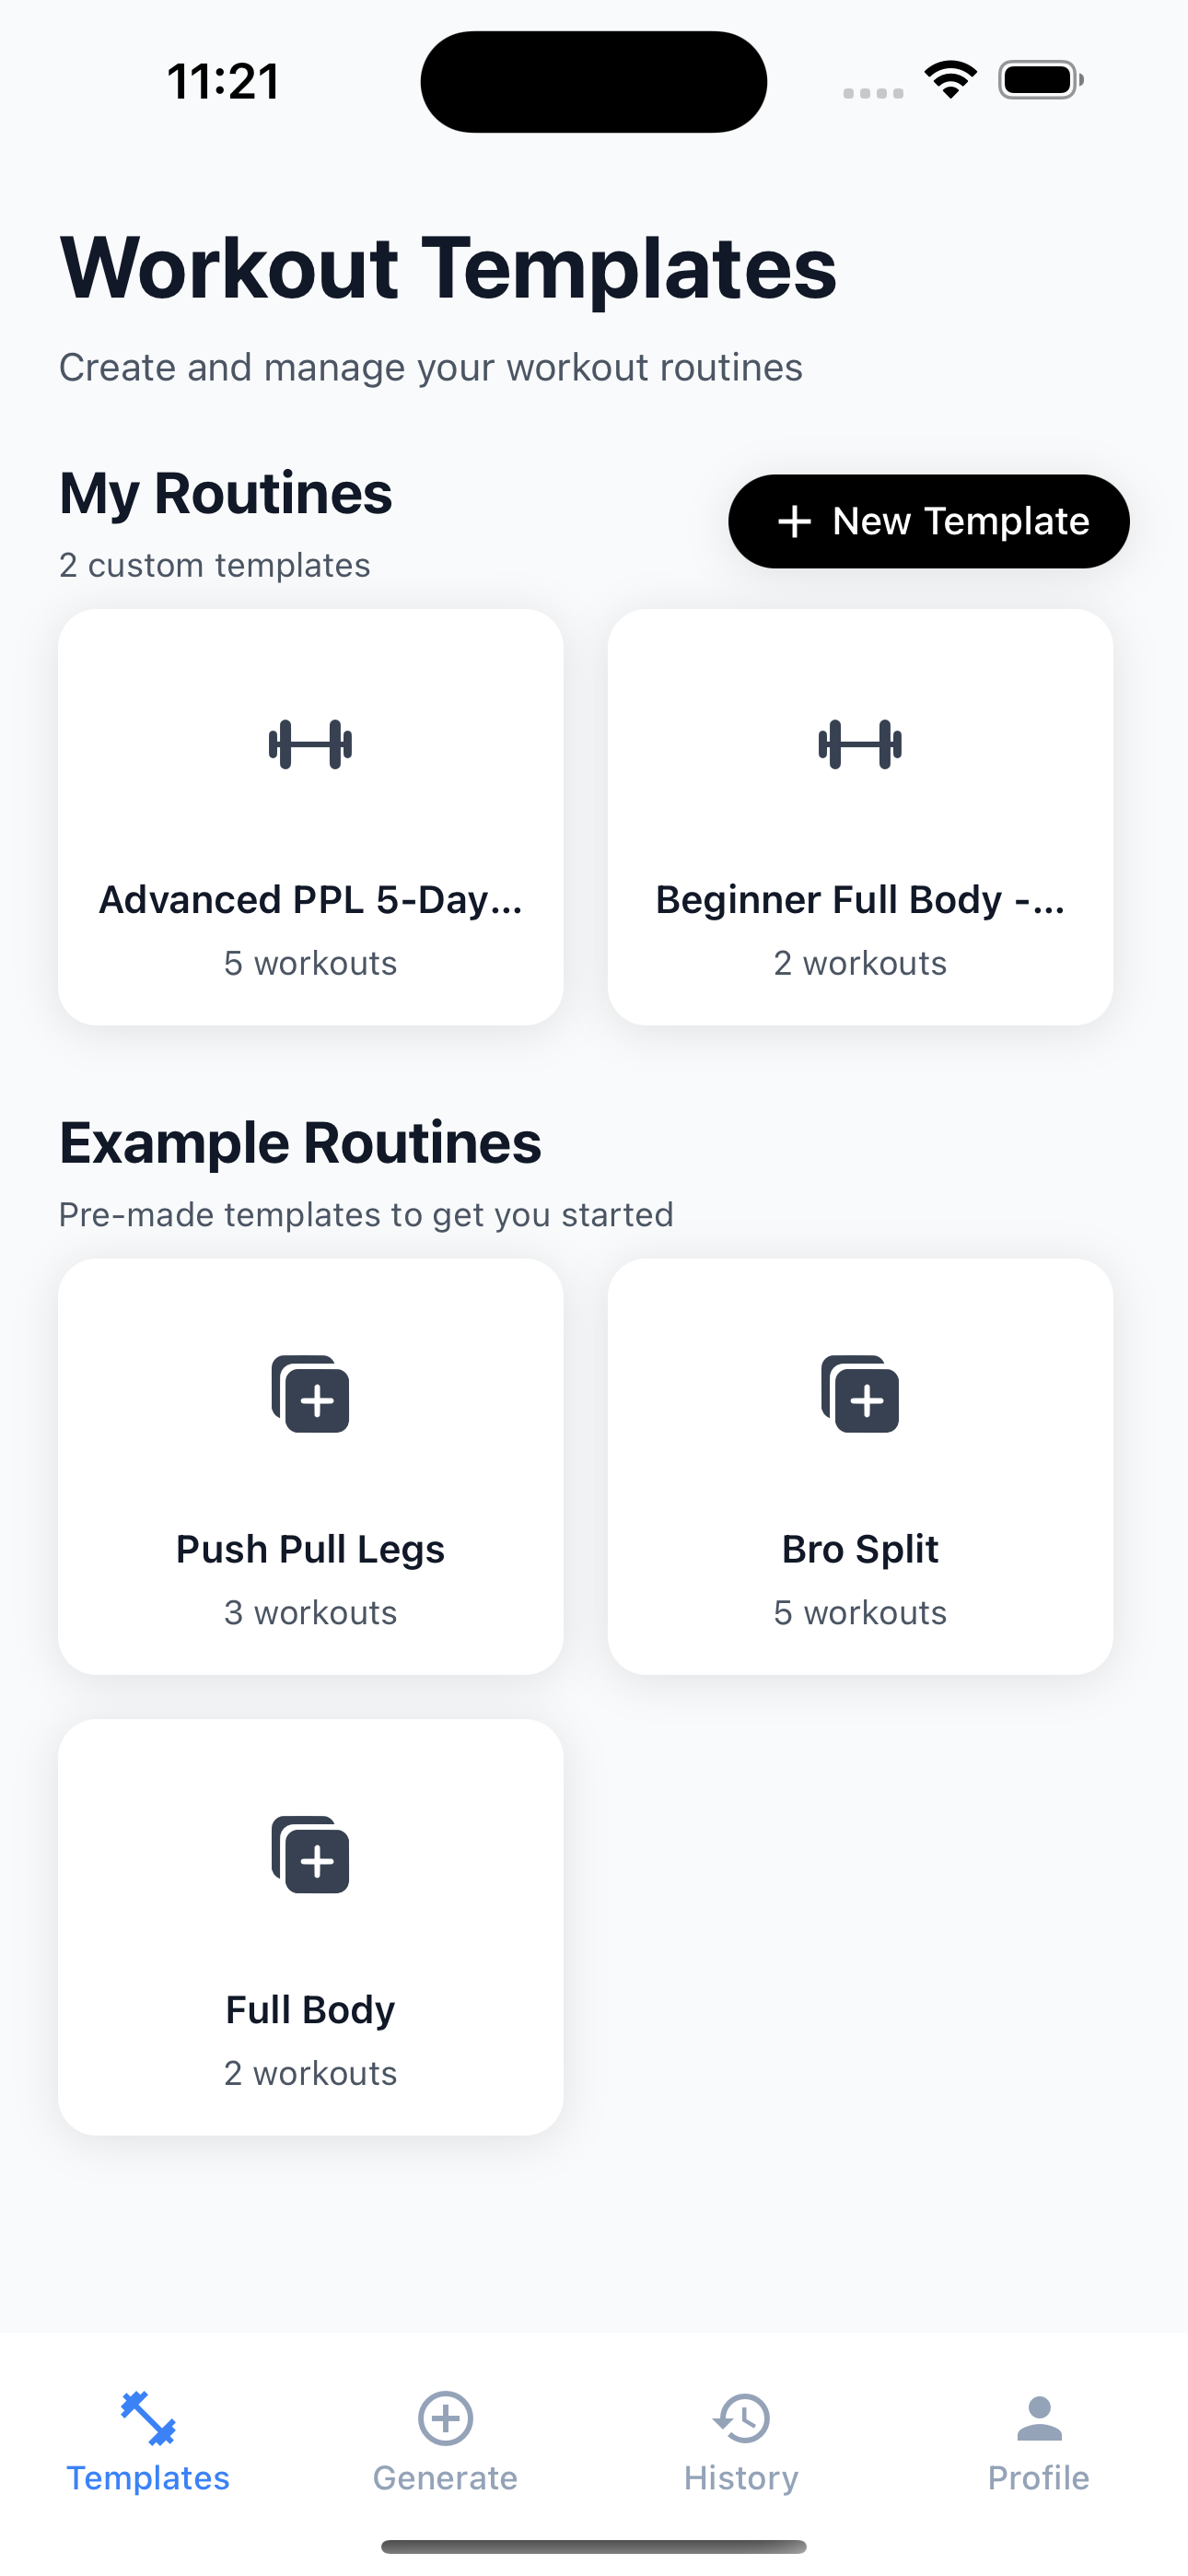 11:21
Workout Templates
Create and manage your workout routines
My Routines
+ New Template
2 custom templates
Advanced PPL 5-Day...
5 workouts
Beginner Full Body -...
2 workouts
Example Routines
Pre-made templates to get you started
Push Pull Legs
3 workouts
Bro Split
5 workouts
Full Body
2 workouts
Templates
Generate
History
Profile